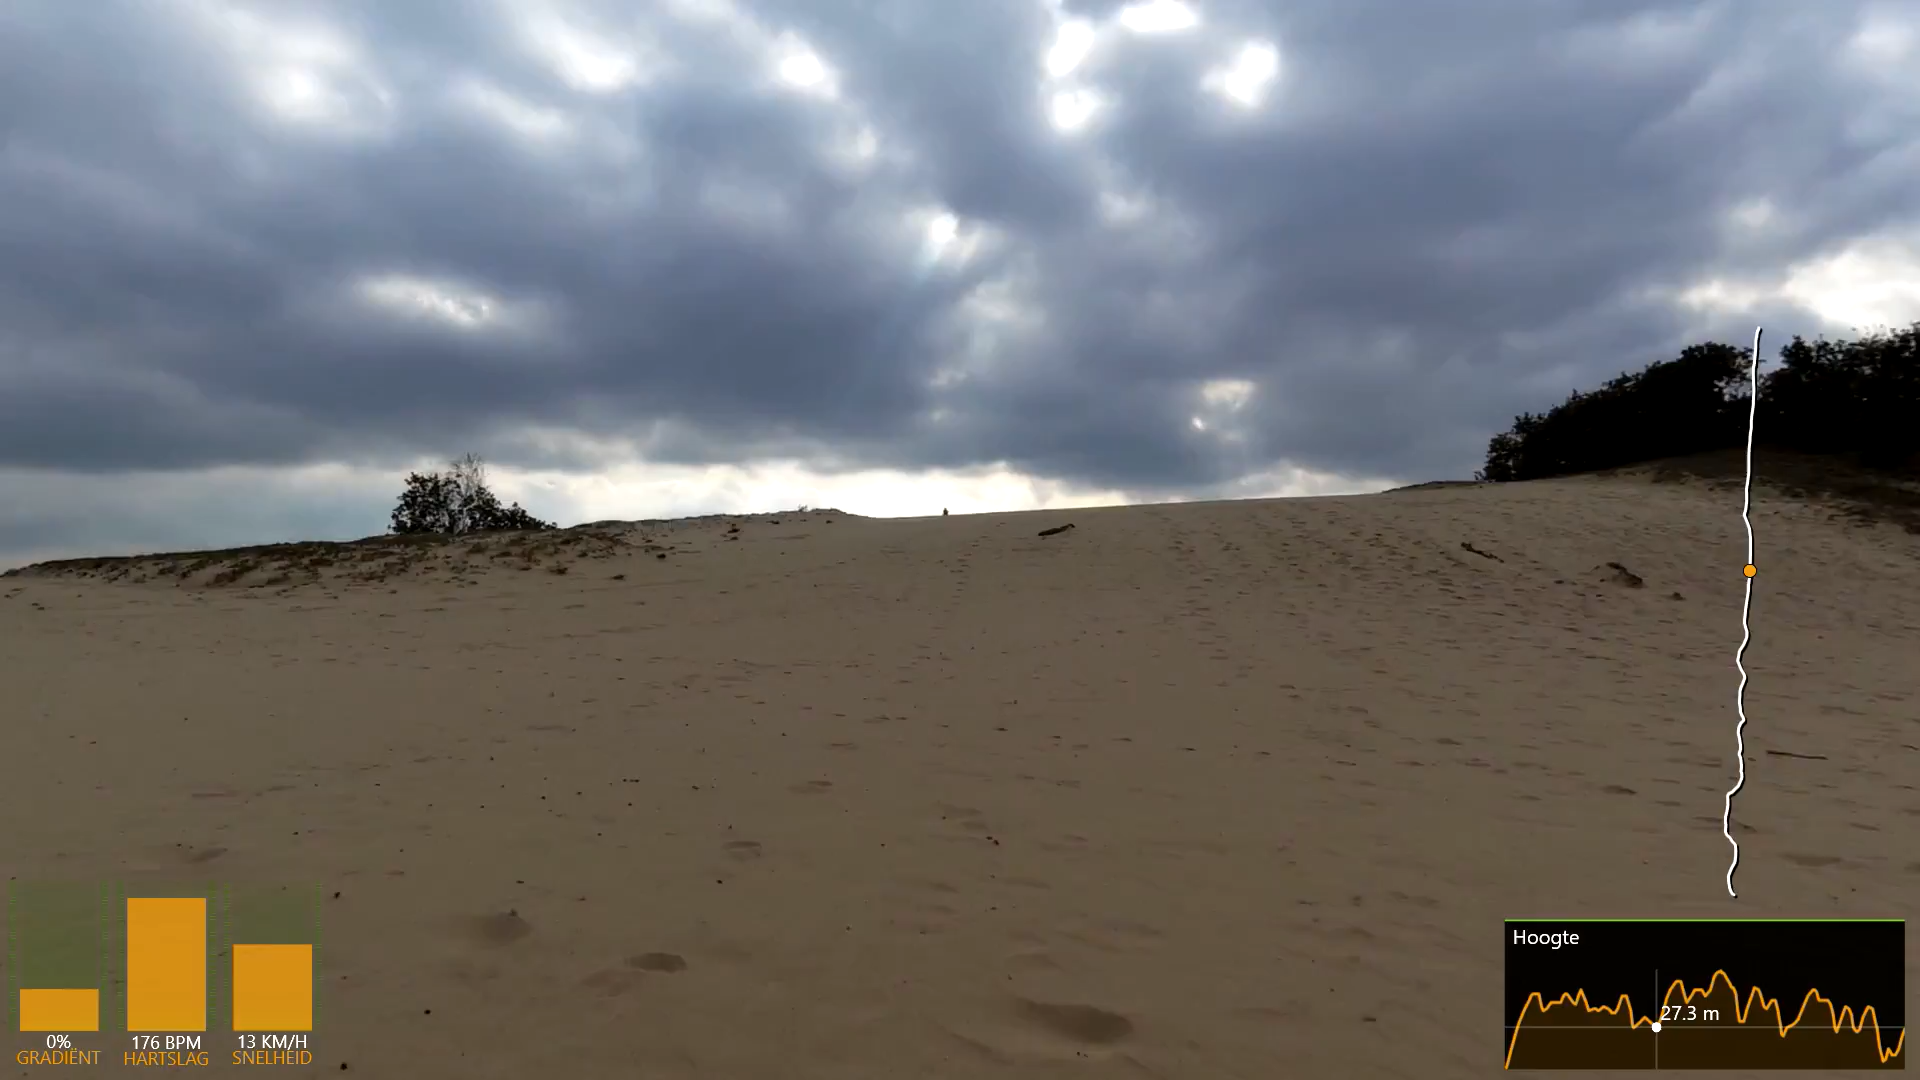 Hoogte
27.3 m
0%
GRADIËNT
176 BPM
HARTSLAG
13 KM/H
SNELHEID